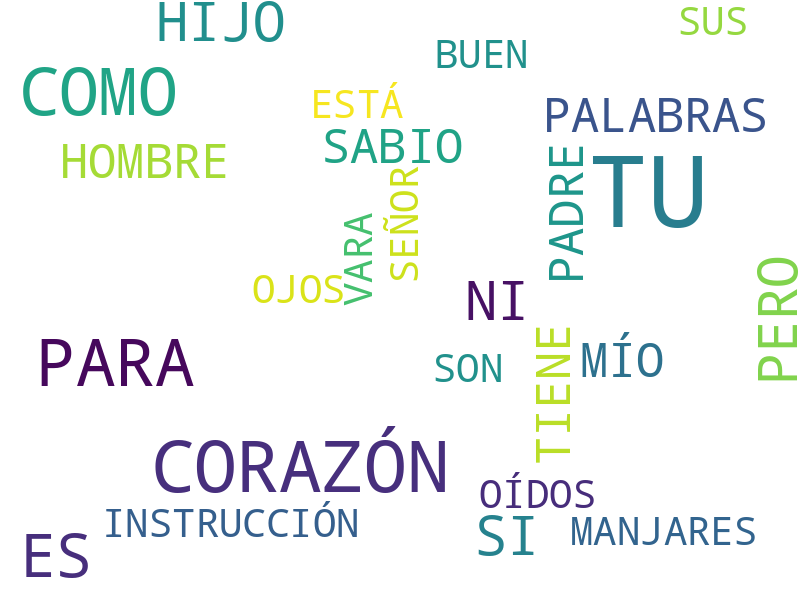 HIJO
SUS
BUEN
COMO
ESTÁ
PALABRAS
SABIO
HOMBRE
PADRE
TU
SEÑOR
VARA
OJOS
NI
PERO
PARA
SON
TIENE
MÍO
CORAZÓN
OÍDOS
INSTRUCCIÓN
SI
MANJARES
ES